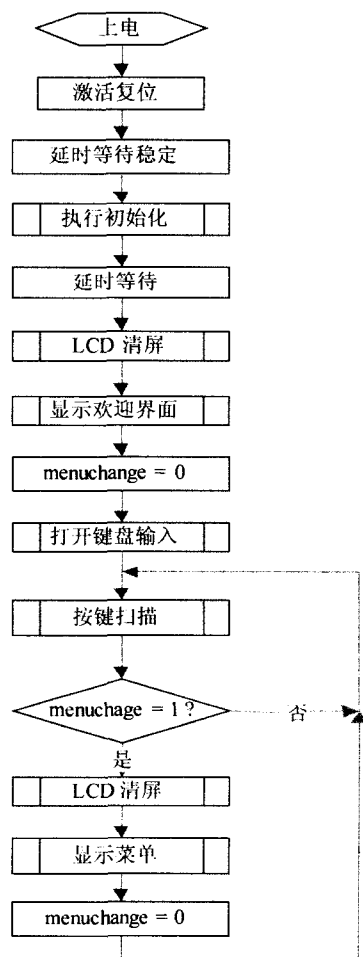 上电
激活复位
延时等待稳定
执行初始化
延时等待
LCD 清屏
显示欢迎界面
menuchange = 0
打开键盘输入
按键扫描
menuchage = 1 ?
否
是
LCD 清屏
显示菜单
menuchange = 0